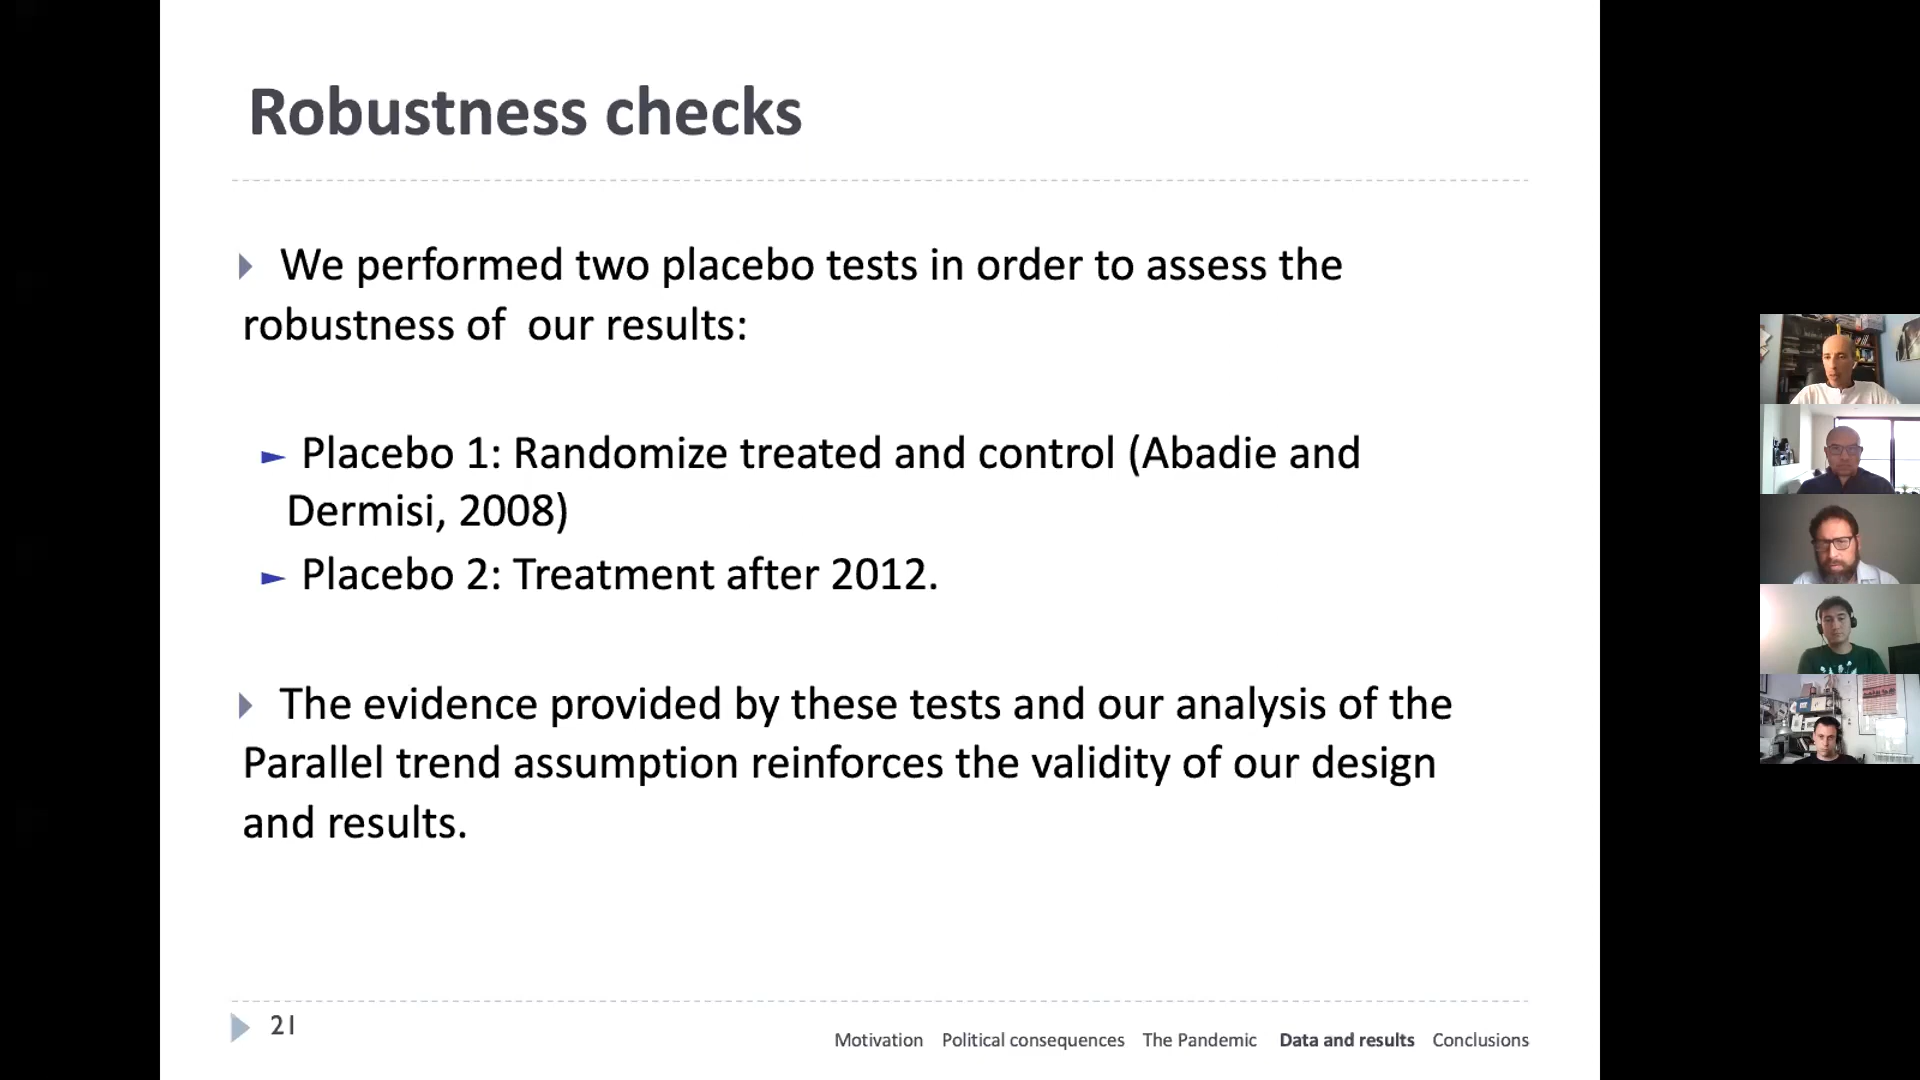 Robustness checks
We performed two placebo tests in order to assess the
robustness of our results:
Placebo 1: Randomize treated and control (Abadie and
Dermisi, 2008)
Placebo 2: Treatment after 2012.
The evidence provided by these tests and our analysis of the
Parallel trend assumption reinforces the validity of our design
and results.
21
Motivation Political consequences The Pandemic Data and results Conclusions